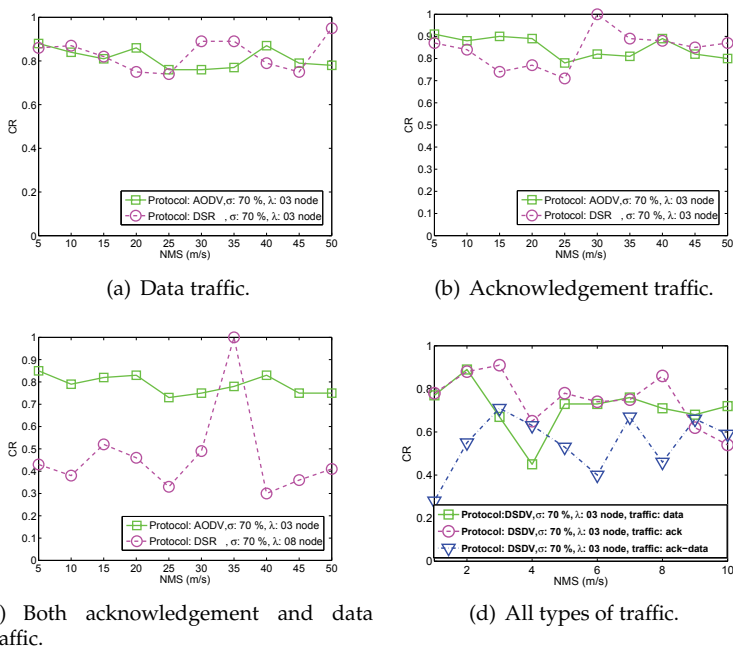 1
0.8
0.6
0.4
0.2
0
CR
5 10 15 20 25 30 35 40 45 50
NMS (m/s)
Protocol: AODV,σ: 70 %, λ: 03 node
Protocol: DSR , σ: 70 %, λ: 03 node
(a) Data traffic.
1
0.9
0.8
0.7
0.6
0.5
0.4
0.3
0.2
0.1
0
CR
5 10 15 20 25 30 35 40 45 50
NMS (m/s)
Protocol: AODV,σ: 70 %, λ: 03 node
Protocol: DSR , σ: 70 %, λ: 03 node
(b) Acknowledgement traffic.
1
0.9
0.8
0.7
0.6
0.5
0.4
0.3
0.2
0.1
0
CR
5 10 15 20 25 30 35 40 45 50
NMS (m/s)
Protocol: AODV,σ: 70 %, λ: 03 node
Protocol: DSR , σ: 70 %, λ: 08 node
) Both acknowledgement and data
affic.
1
0.8
0.6
0.4
0.2
0
CR
2 4 6 8 10
NMS (m/s)
Protocol:DSDV,σ: 70 %, λ: 03 node, traffic: data
Protocol: DSDV,σ: 70 %, λ: 03 node, traffic: ack
Protocol: DSDV,σ: 70 %, λ: 03 node, traffic: ack−data
(d) All types of traffic.